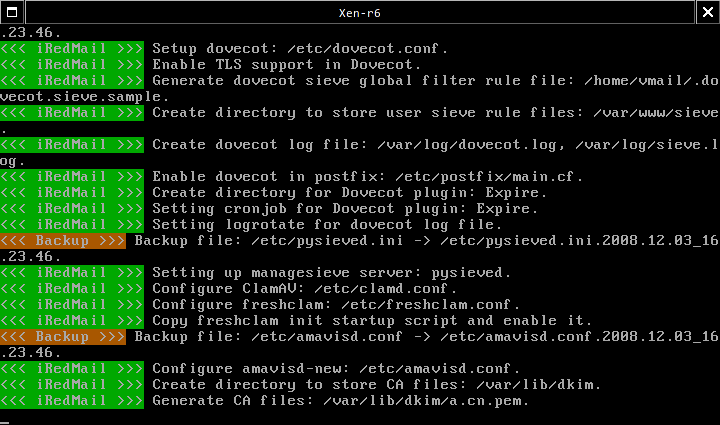 Xen-r6
.23.46.
<<< iRedMail >>> Setup dovecot: /etc/dovecot.conf.
<<< iRedMail >>> Enable TLS support in Dovecot.
<<< iRedMail >>> Generate dovecot sieve global filter rule file: /home/vmail/.do
vecot.sieve.sample.
<<< iRedMail >>> Create directory to store user sieve rule files: /var/www/sieve
.
<<< iRedMail >>> Create dovecot log file: /var/log/dovecot.log, /var/log/sieve.l
og.
<<< iRedMail >>> Enable dovecot in postfix: /etc/postfix/main.cf.
<<< iRedMail >>> Create directory for Dovecot plugin: Expire.
<<< iRedMail >>> Setting cronjob for Dovecot plugin: Expire.
<<< iRedMail >>> Setting logrotate for dovecot log file.
<<< Backup >>> Backup file: /etc/pysieved.ini -> /etc/pysieved.ini.2008.12.03_16
.23.46.
<<< iRedMail >>> Setting up managesieve server: pysieved.
<<< iRedMail >>> Configure ClamAV: /etc/clamd.conf.
<<< iRedMail >>> Configure freshclam: /etc/freshclam.conf.
<<< iRedMail >>> Copy freshclam init startup script and enable it.
<<< Backup >>> Backup file: /etc/amavisd.conf -> /etc/amavisd.conf.2008.12.03_16
.23.46.
<<< iRedMail >>> Configure amavisd-new: /etc/amavisd.conf.
<<< iRedMail >>> Create directory to store CA files: /var/lib/dkim.
<<< iRedMail >>> Generate CA files: /var/lib/dkim/a.cn.pem.